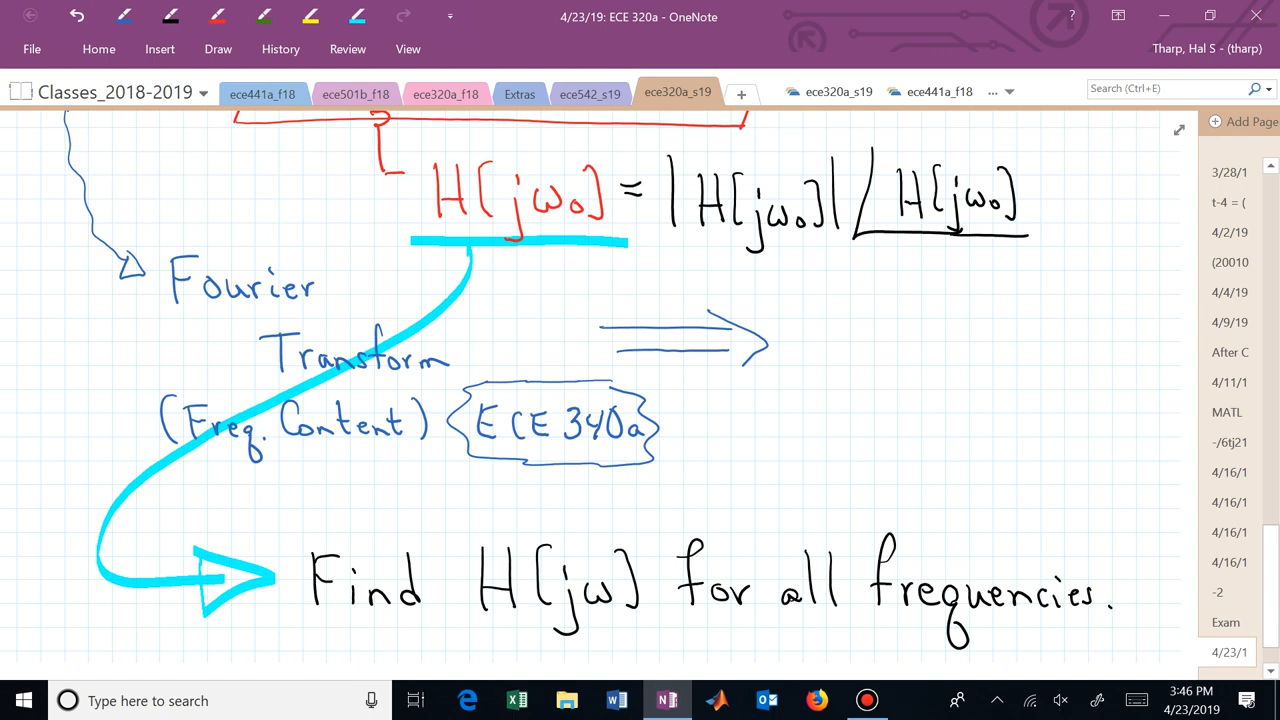 4/23/19: ECE 320a - OneNote
?
File Home Insert Draw History Review View
Tharp, Hal S - (tharp)
Classes_2018-2019
ece441a_f18 ece501b_f18 ece320a_f18 Extras ece542_s19 ece320a_s19 + ece320a_s19 ece441a_f18 ...
Search (Ctrl+E)
Add Page
3/28/1
t-4 = (
4/2/19
(20010
4/4/19
4/9/19
After C
4/11/1
MATL
-/6tj21
4/16/1
4/16/1
4/16/1
4/16/1
-2
Exam
4/23/1
H[jω₀] = |H[jω₀]| ∠H[jω₀]
Fourier
Transform
(Freq. Content) {ECE 340a}
Find H[jω] for all frequencies.
Type here to search
3:46 PM
4/23/2019